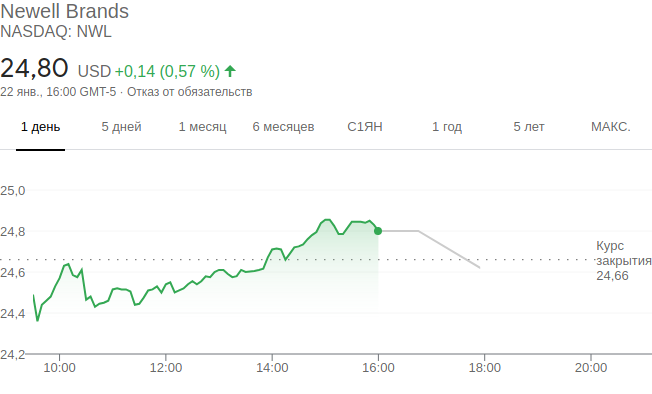 Newell Brands
NASDAQ: NWL
24,80 USD +0,14 (0,57 %)
22 янв., 16:00 GMT-5 · Отказ от обязательств
1 день 5 дней 1 месяц 6 месяцев С1ЯН 1 год 5 лет МАКС.
25,0
24,8
24,6
24,4
24,2
Курс
закрытия
24,66
10:00 12:00 14:00 16:00 18:00 20:00